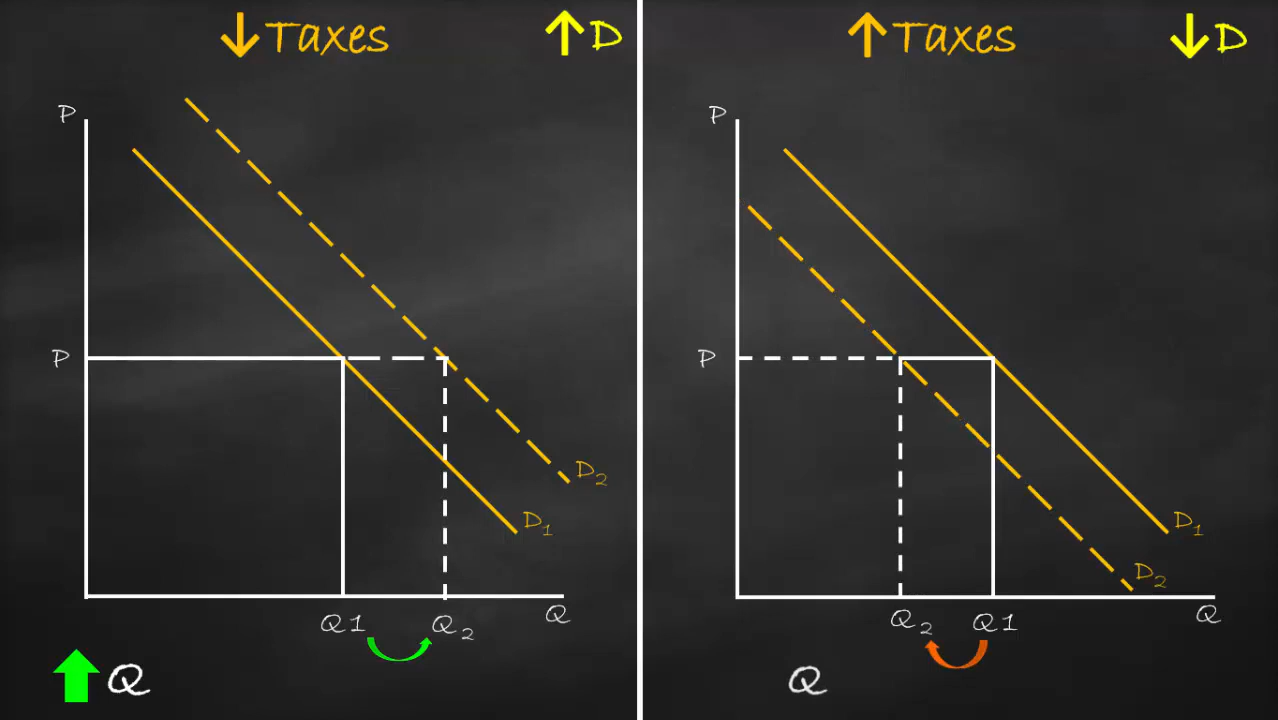 ↓ Taxes ↑ D
P
P
D₂
D₁
Q1 Q₂ Q
↑ Q
↑ Taxes ↓ D
P
P
D₁
D₂
Q₂ Q1 Q
Q